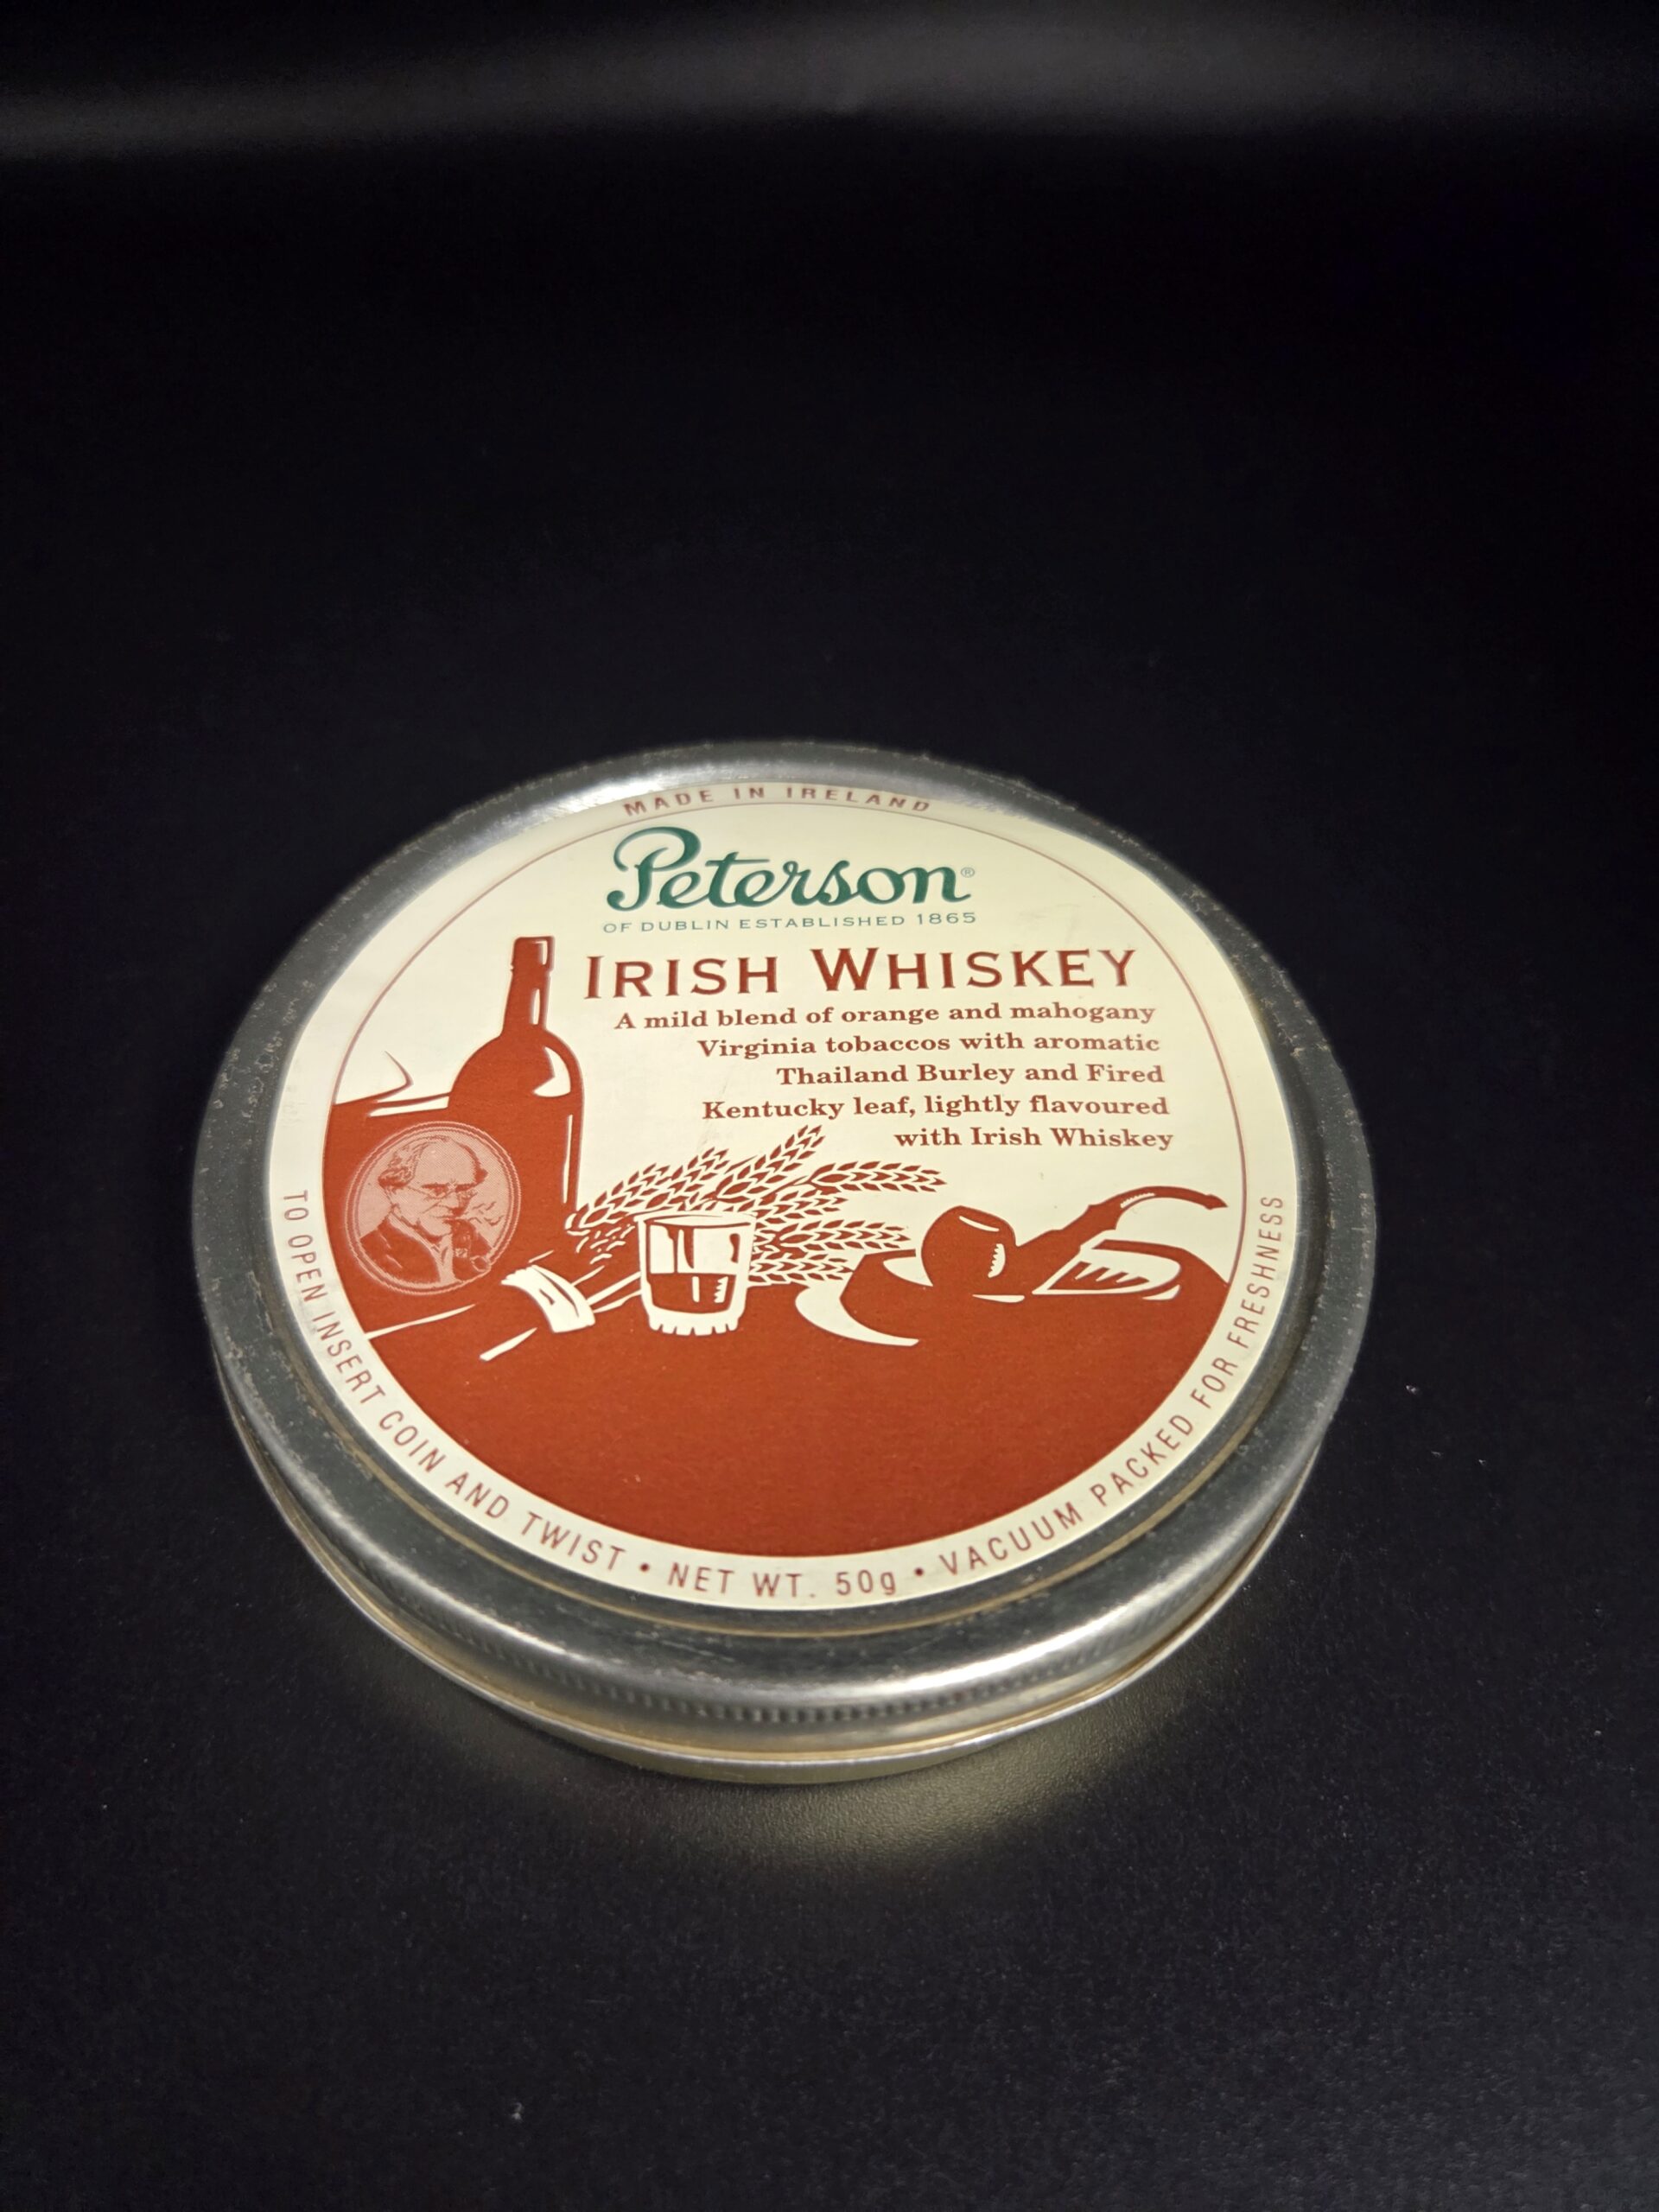 MADE IN IRELAND
Peterson®
OF DUBLIN ESTABLISHED 1865
IRISH WHISKEY
A mild blend of orange and mahogany
Virginia tobaccos with aromatic
Thailand Burley and Fired
Kentucky leaf, lightly flavoured
with Irish Whiskey
TO OPEN INSERT COIN AND TWIST • NET WT. 50g • VACUUM PACKED FOR FRESHNESS